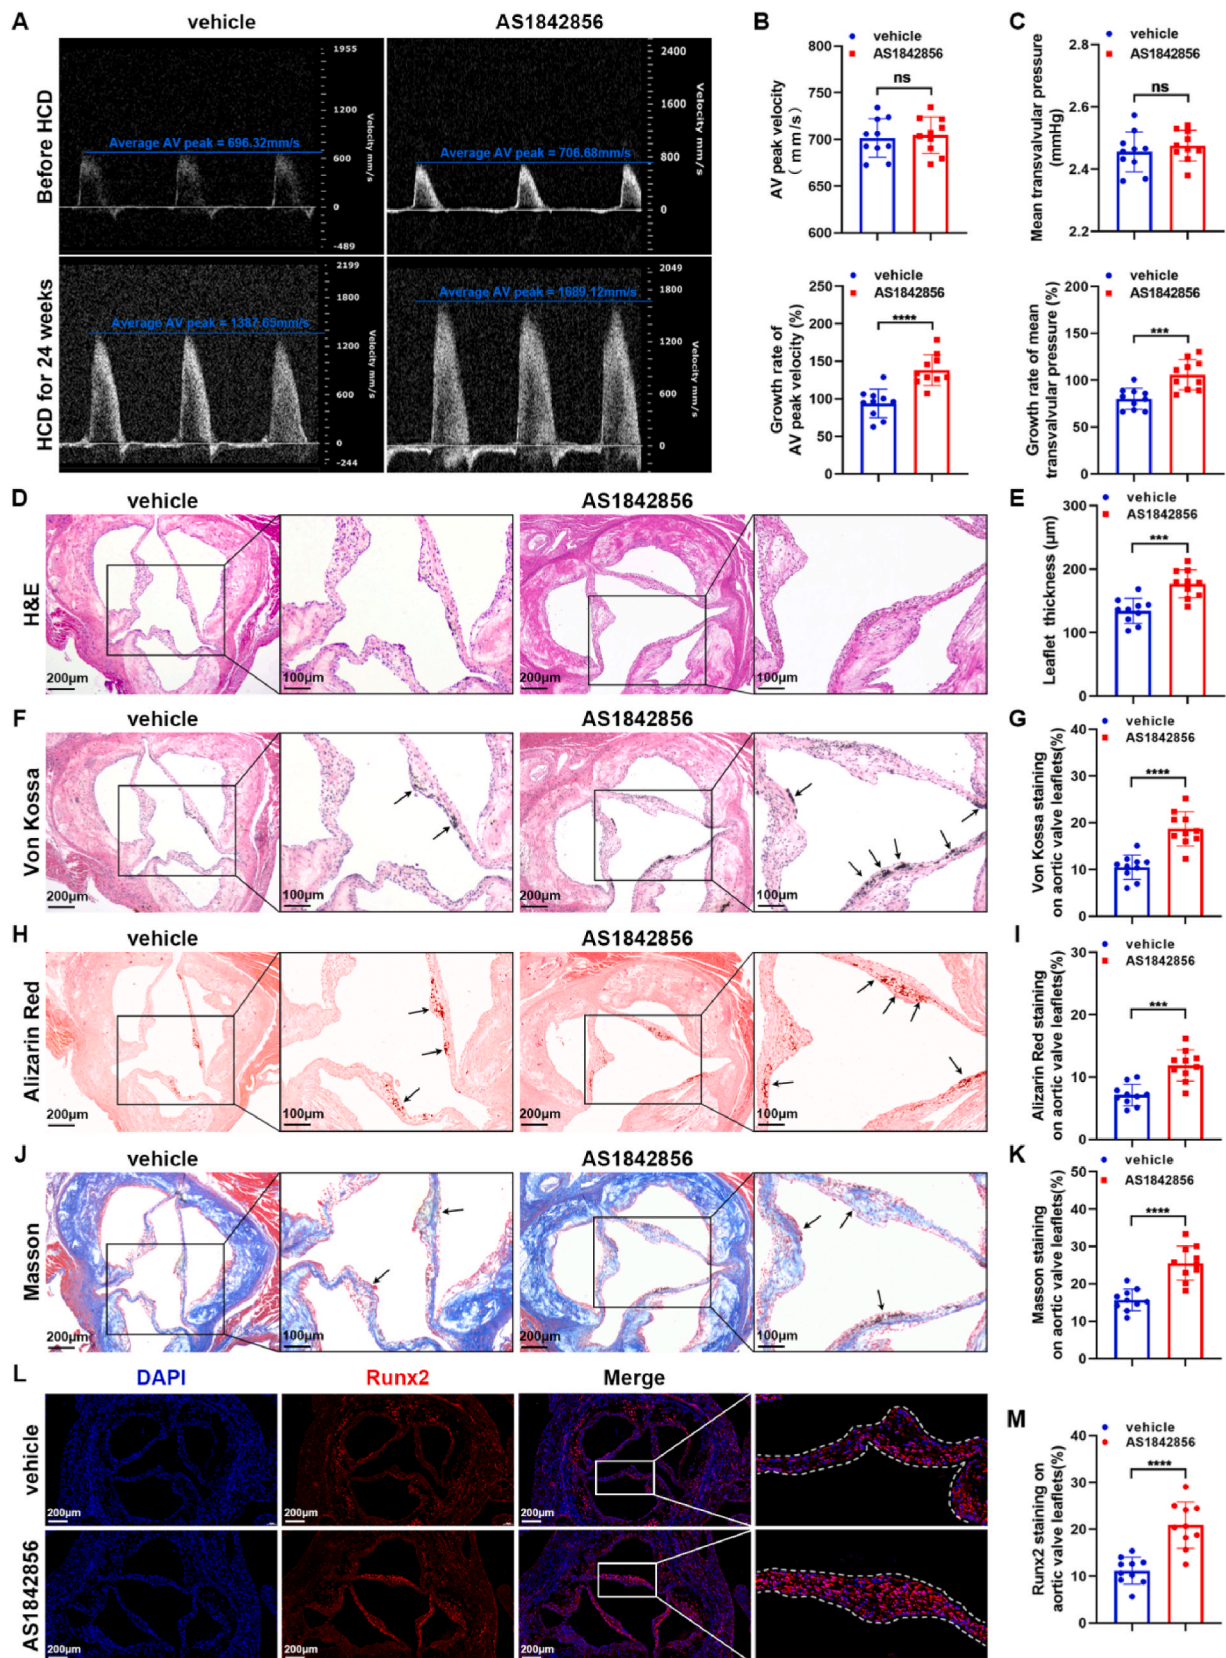 A
vehicle
AS1842856
Before HCD
Average AV peak = 696.32mm/s
1955
1200
600
0
-489
Velocity mm/s
Average AV peak = 706.68mm/s
2400
1600
800
0
Velocity mm/s
HCD for 24 weeks
Average AV peak = 1387.65mm/s
2199
1800
1200
600
0
-244
Velocity mm/s
Average AV peak = 1689.12mm/s
2049
1800
1200
600
0
Velocity mm/s
B
vehicle
AS1842856
AV peak velocity
(mm/s)
800
750
700
650
600
ns
vehicle
AS1842856
Growth rate of
AV peak velocity (%)
250
200
150
100
50
0
****
C
vehicle
AS1842856
Mean transvalvular pressure
(mmHg)
2.8
2.6
2.4
2.2
ns
vehicle
AS1842856
Growth rate of mean
transvalvular pressure (%)
200
150
100
50
0
***
D
vehicle
AS1842856
H&E
200μm
100μm
200μm
100μm
E
vehicle
AS1842856
Leaflet thickness (μm)
300
200
100
0
***
F
vehicle
AS1842856
Von Kossa
200μm
100μm
200μm
100μm
G
vehicle
AS1842856
Von Kossa staining
on aortic valve leaflets(%)
40
30
20
10
0
****
H
vehicle
AS1842856
Alizarin Red
200μm
100μm
200μm
100μm
I
vehicle
AS1842856
Alizarin Red staining
on aortic valve leaflets(%)
30
20
10
0
***
J
vehicle
AS1842856
Masson
200μm
100μm
200μm
100μm
K
vehicle
AS1842856
Masson staining
on aortic valve leaflets(%)
50
40
30
20
10
0
****
L
DAPI
Runx2
Merge
vehicle
200μm
200μm
200μm
AS1842856
200μm
200μm
200μm
M
vehicle
AS1842856
Runx2 staining on
aortic valve leaflets(%)
40
30
20
10
0
****